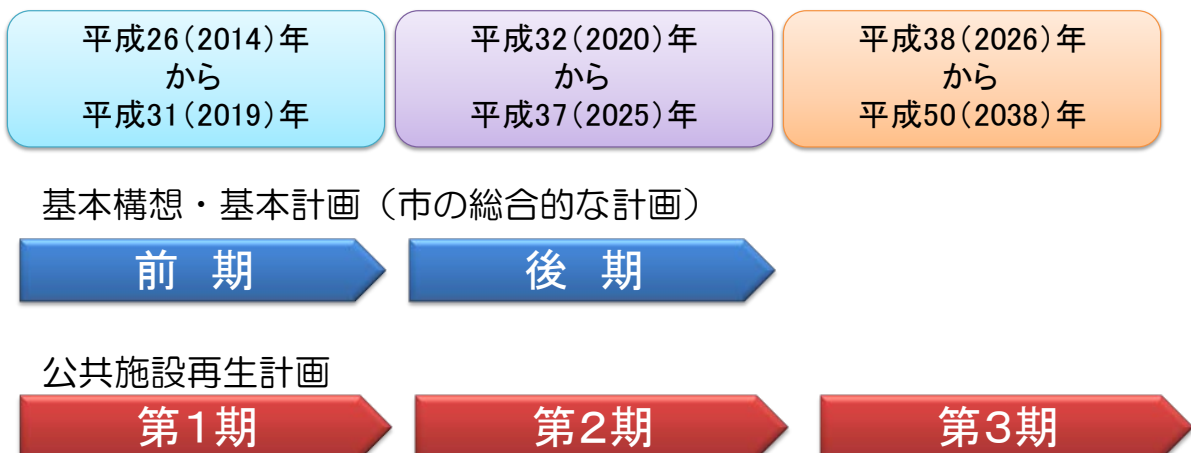 平成26(2014)年
から
平成31(2019)年
平成32(2020)年
から
平成37(2025)年
平成38(2026)年
から
平成50(2038)年
基本構想・基本計画（市の総合的な計画）
前　期
後　期
公共施設再生計画
第１期
第２期
第３期